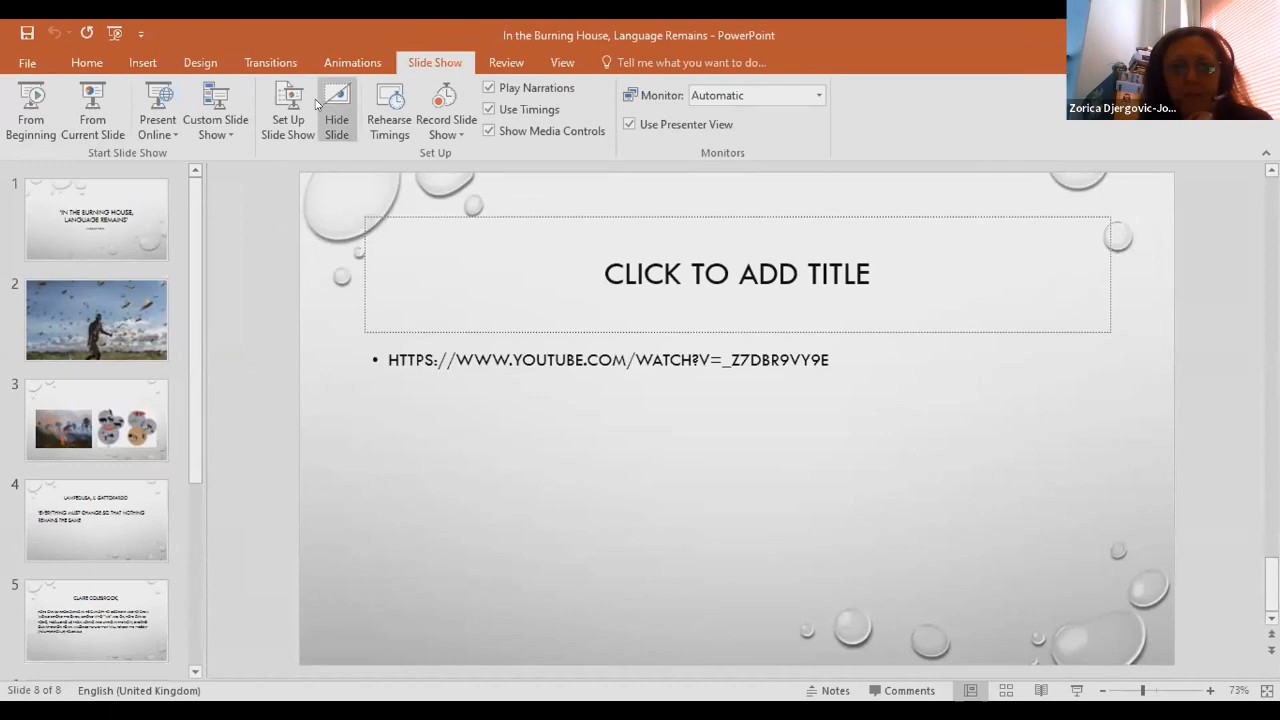 In the Burning House, Language Remains - PowerPoint
File
Home
Insert
Design
Transitions
Animations
Slide Show
Review
View
Tell me what you want to do...
Zorica Djergovic-Jo...
From Beginning
From Current Slide
Present Online
Custom Slide Show
Set Up Slide Show
Hide Slide
Rehearse Timings
Record Slide Show
Play Narrations
Use Timings
Show Media Controls
Monitor: Automatic
Use Presenter View
Start Slide Show
Set Up
Monitors
1
'IN THE BURNING HOUSE,
LANGUAGE REMAINS'
2
3
4
LAMPEDUSA, IL GATTOPARDO
'EVERYTHING MUST CHANGE SO THAT NOTHING
REMAINS THE SAME
5
CLAIRE COLEBROOK,
CLICK TO ADD TITLE
• HTTPS://WWW.YOUTUBE.COM/WATCH?V=_Z7DBR9VY9E
Slide 8 of 8
English (United Kingdom)
Notes
Comments
73%